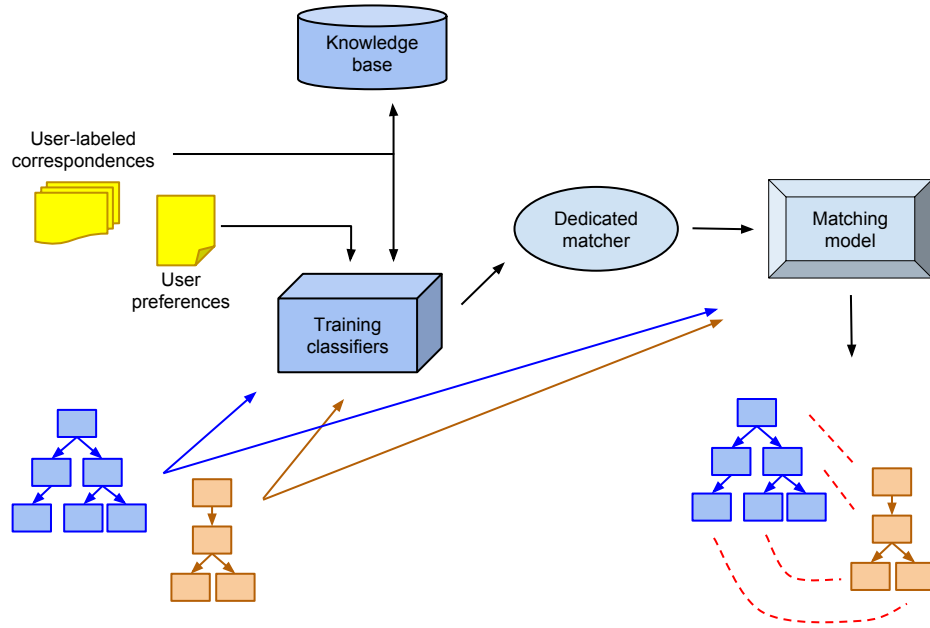 Knowledge
base
User-labeled
correspondences
User
preferences
Dedicated
matcher
Matching
model
Training
classifiers